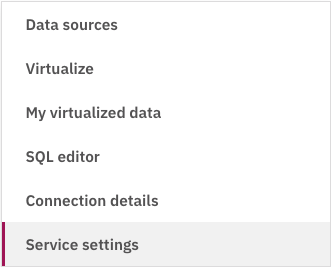 Data sources
Virtualize
My virtualized data
SQL editor
Connection details
Service settings